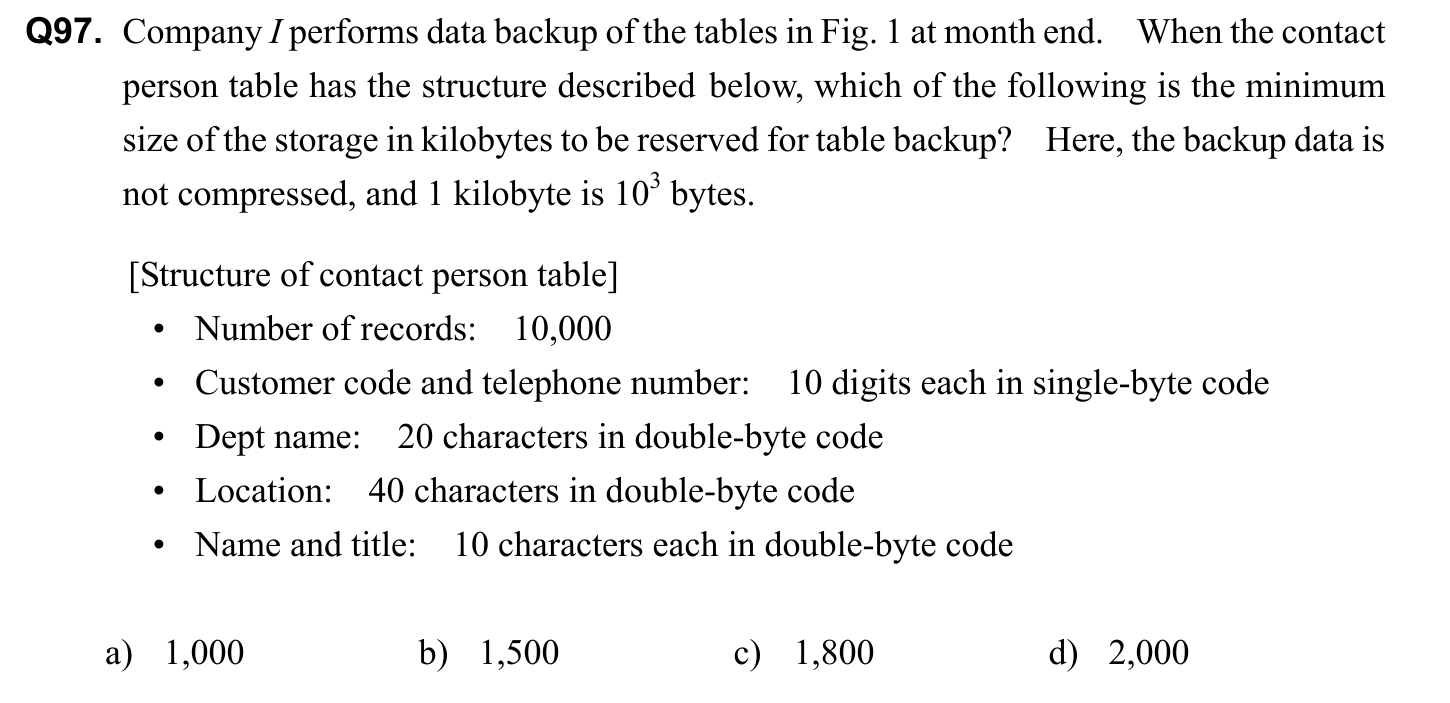 Q97. Company I performs data backup of the tables in Fig. 1 at month end. When the contact
person table has the structure described below, which of the following is the minimum
size of the storage in kilobytes to be reserved for table backup? Here, the backup data is
not compressed, and 1 kilobyte is 10³ bytes.
[Structure of contact person table]
• Number of records: 10,000
• Customer code and telephone number: 10 digits each in single-byte code
• Dept name: 20 characters in double-byte code
• Location: 40 characters in double-byte code
• Name and title: 10 characters each in double-byte code
a) 1,000 b) 1,500 c) 1,800 d) 2,000